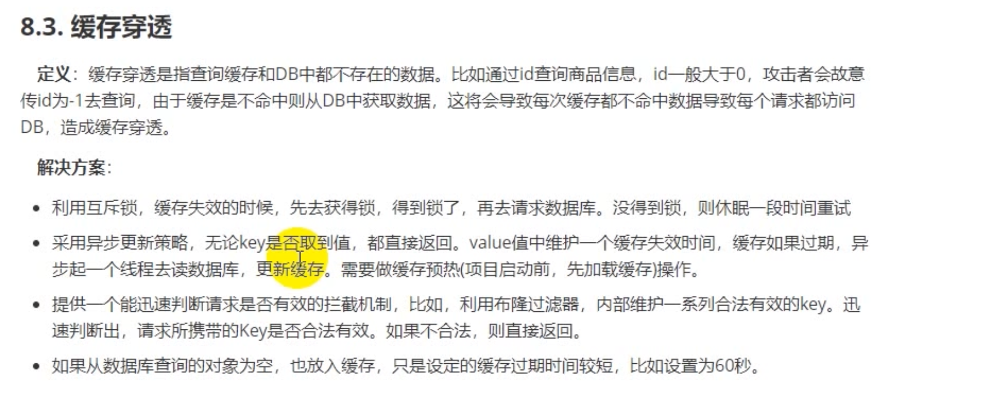 8.3. 缓存穿透
定义：缓存穿透是指查询缓存和DB中都不存在的数据。比如通过id查询商品信息，id一般大于0，攻击者会故意
传id为-1去查询，由于缓存是不命中则从DB中获取数据，这将会导致每次缓存都不命中数据导致每个请求都访问
DB，造成缓存穿透。
解决方案：
• 利用互斥锁，缓存失效的时候，先去获得锁，得到锁了，再去请求数据库。没得到锁，则休眠一段时间重试
• 采用异步更新策略，无论key是否取到值，都直接返回。value值中维护一个缓存失效时间，缓存如果过期，异
步起一个线程去读数据库，更新缓存。需要做缓存预热(项目启动前，先加载缓存)操作。
• 提供一个能迅速判断请求是否有效的拦截机制，比如，利用布隆过滤器，内部维护一系列合法有效的key。迅
速判断出，请求所携带的Key是否合法有效。如果不合法，则直接返回。
• 如果从数据库查询的对象为空，也放入缓存，只是设定的缓存过期时间较短，比如设置为60秒。